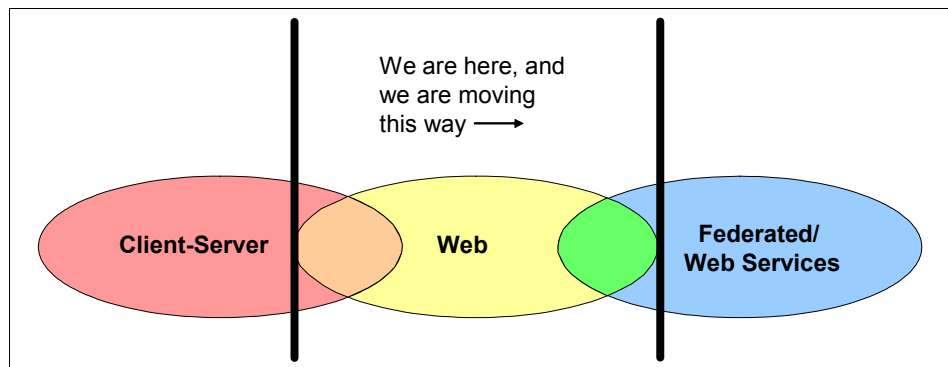 We are here, and
we are moving
this way
Client-Server
Web
Federated/
Web Services